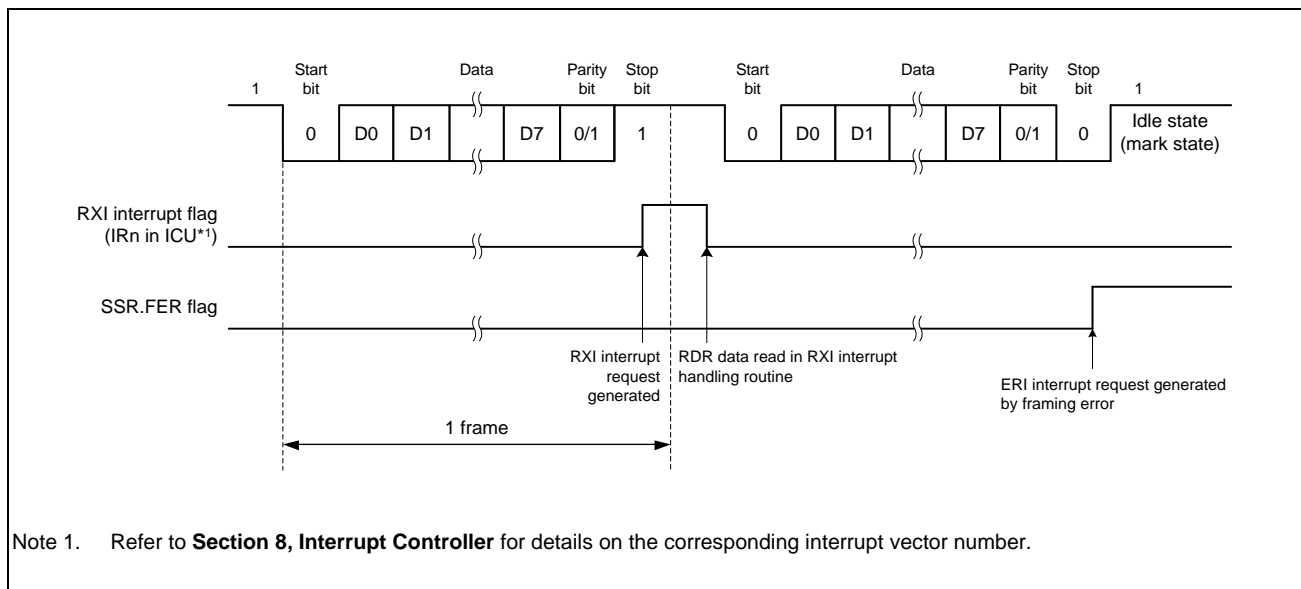 Start bit Data Parity bit Stop bit Start bit Data Parity bit Stop bit
1 1
0 D0 D1 D7 0/1 1 0 D0 D1 D7 0/1 0 Idle state (mark state)
RXI interrupt flag
(IRn in ICU*1)
SSR.FER flag
RXI interrupt
request
generated
RDR data read in RXI interrupt
handling routine
ERI interrupt request generated
by framing error
1 frame
Note 1. Refer to Section 8, Interrupt Controller for details on the corresponding interrupt vector number.